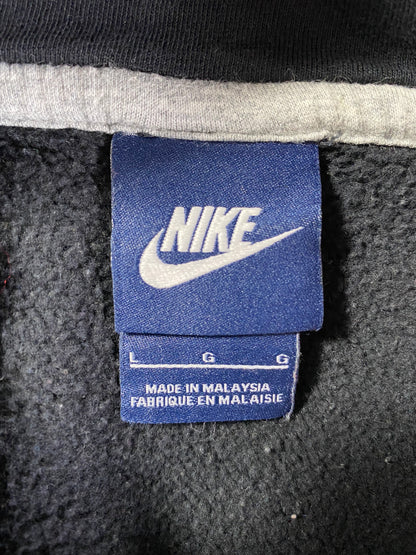 NIKE
L G G
MADE IN MALAYSIA
FABRIQUE EN MALAISIE